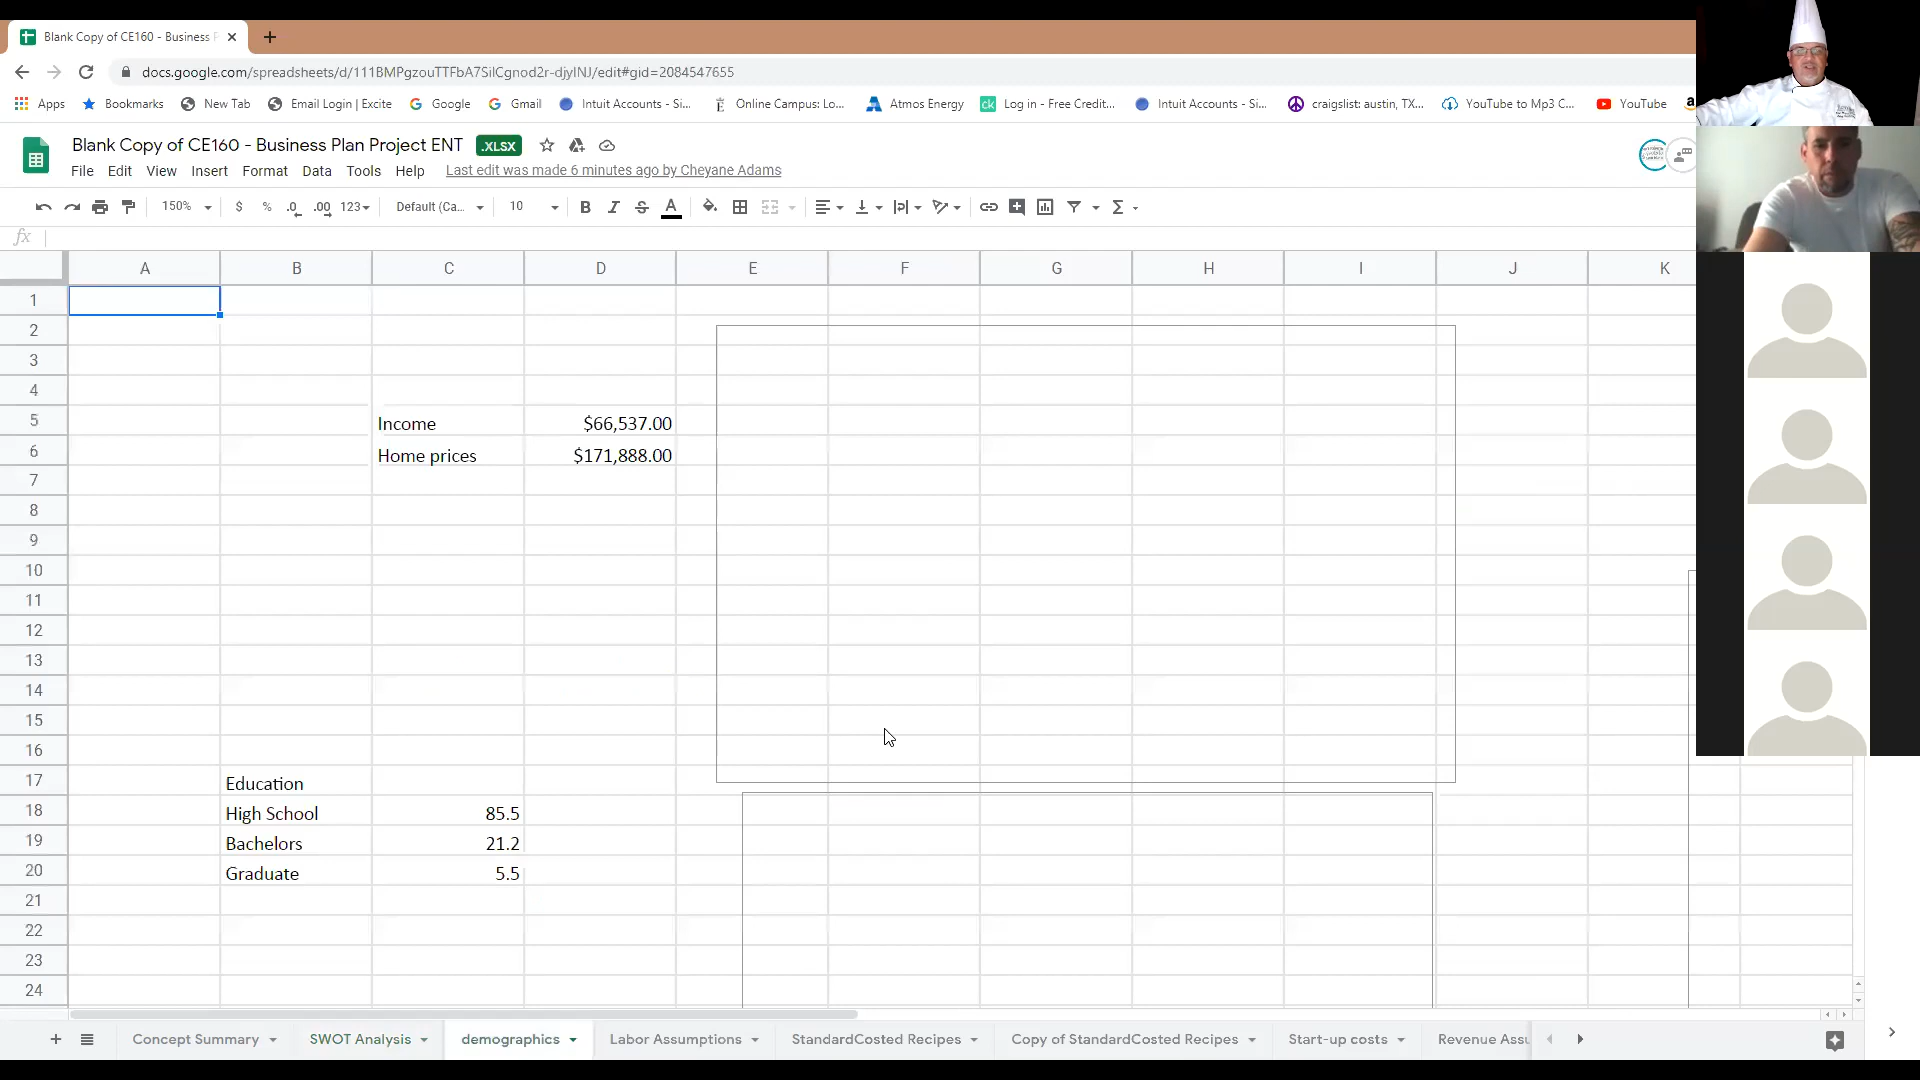 Blank Copy of CE160 - Business P
docs.google.com/spreadsheets/d/111BMPgzouTTFbA7SilCgnod2r-djylNJ/edit#gid=2084547655
Apps Bookmarks New Tab Email Login | Excite Google Gmail Intuit Accounts - Si... Online Campus: Lo... Atmos Energy Log in - Free Credit... Intuit Accounts - Si... craigslist: austin, TX... YouTube to Mp3 C... YouTube
Blank Copy of CE160 - Business Plan Project ENT .XLSX
File Edit View Insert Format Data Tools Help Last edit was made 6 minutes ago by Cheyane Adams
150% $ % .0 .00 123 Default (Ca... 10 B I S A
fx
A B C D E F G H I J K
1
2
3
4
5 Income $66,537.00
6 Home prices $171,888.00
7
8
9
10
11
12
13
14
15
16
17 Education
18 High School 85.5
19 Bachelors 21.2
20 Graduate 5.5
21
22
23
24
Concept Summary SWOT Analysis demographics Labor Assumptions StandardCosted Recipes Copy of StandardCosted Recipes Start-up costs Revenue Assu